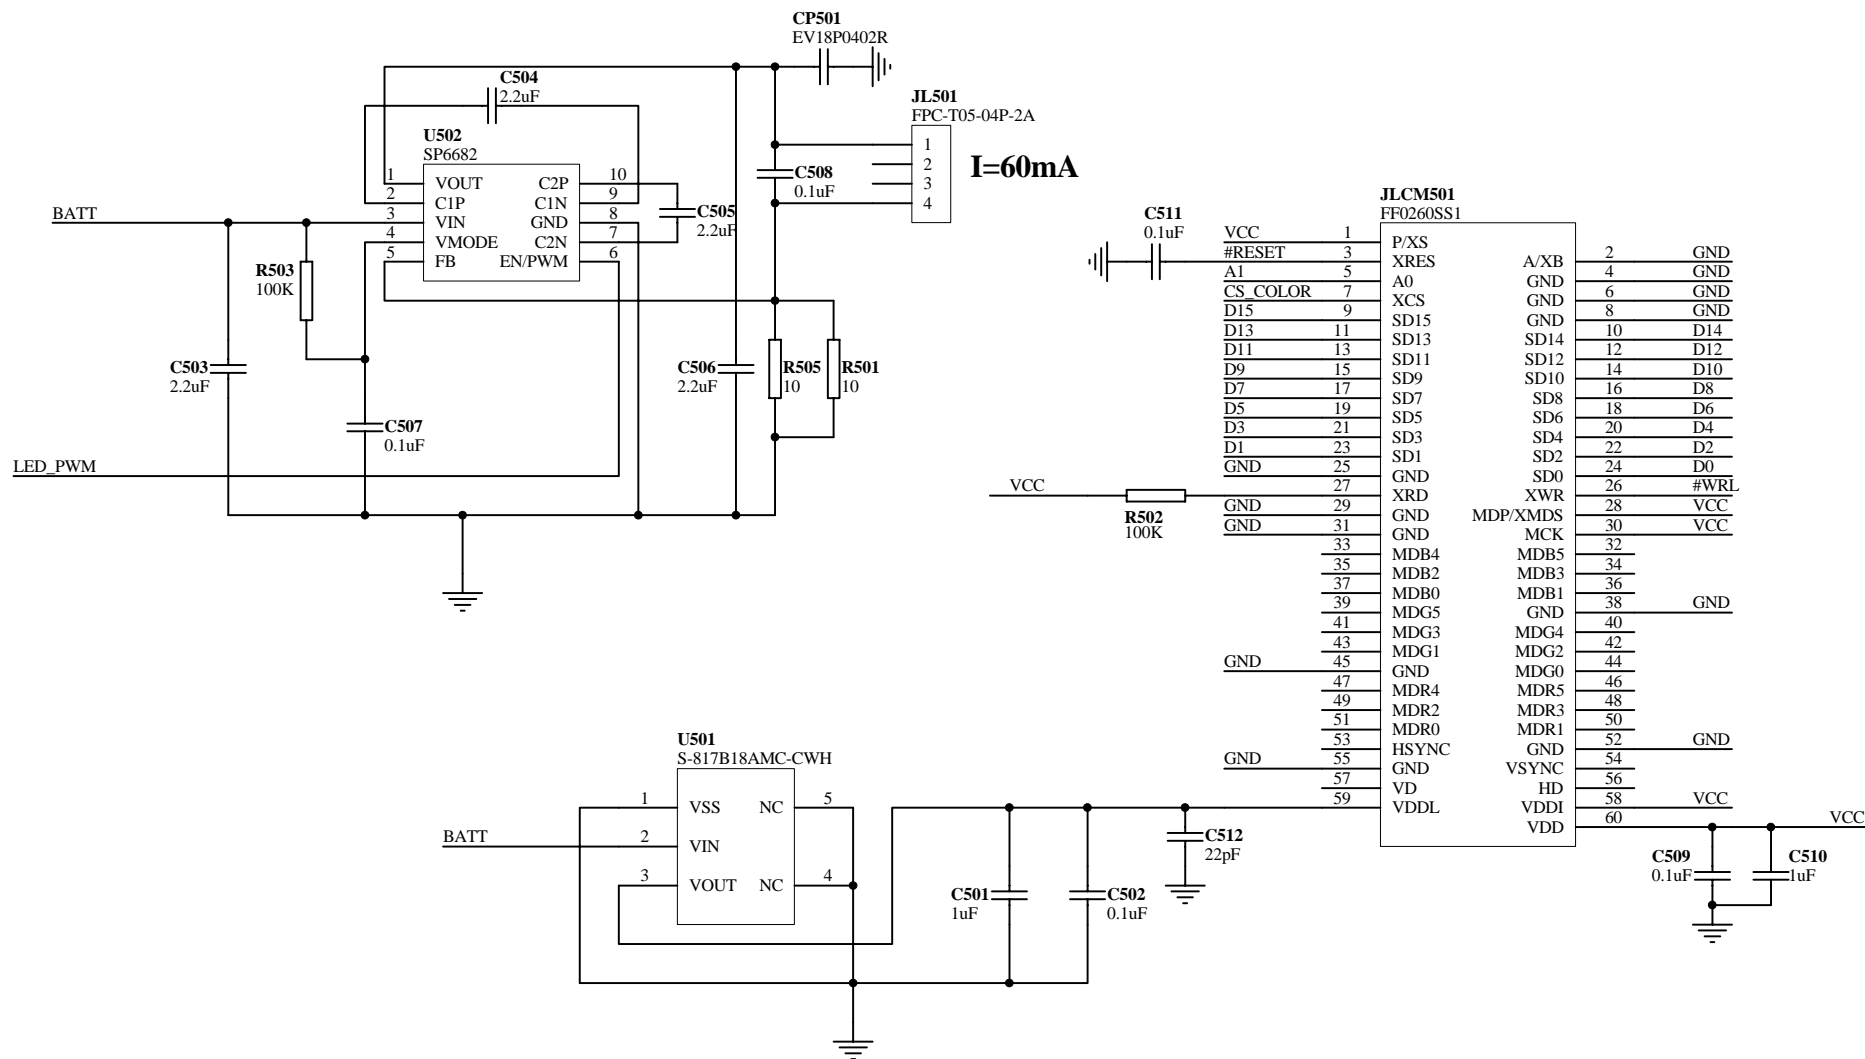 CP501
EV18P0402R
C504
2.2uF
JL501
FPC-T05-04P-2A
1
2
3
4
I=60mA
U502
SP6682
1 VOUT C2P 10
2 C1P C1N 9
3 VIN GND 8
4 VMODE C2N 7
5 FB EN/PWM 6
C508
0.1uF
BATT
C505
2.2uF
R503
100K
C503
2.2uF
C506
2.2uF
R505
10
R501
10
C507
0.1uF
LED_PWM
JLCM501
FF0260SS1
C511
0.1uF
VCC 1 P/XS
#RESET 3 XRES A/XB 2 GND
A1 5 A0 GND 4 GND
CS_COLOR 7 XCS GND 6 GND
D15 9 SD15 GND 8 GND
D13 11 SD13 SD14 10 D14
D11 13 SD11 SD12 12 D12
D9 15 SD9 SD10 14 D10
D7 17 SD7 SD8 16 D8
D5 19 SD5 SD6 18 D6
D3 21 SD3 SD4 20 D4
D1 23 SD1 SD2 22 D2
GND 25 GND SD0 24 D0
VCC 27 XRD XWR 26 #WRL
R502
100K
GND 29 GND MDP/XMDS 28 VCC
GND 31 GND MCK 30 VCC
33 MDB4 MDB5 32
35 MDB2 MDB3 34
37 MDB0 MDB1 36
39 MDG5 GND 38 GND
41 MDG3 MDG4 40
43 MDG1 MDG2 42
GND 45 GND MDG0 44
47 MDR4 MDR5 46
49 MDR2 MDR3 48
51 MDR0 MDR1 50
53 HSYNC GND 52 GND
GND 55 GND VSYNC 54
57 VD HD 56
59 VDDL VDDI 58 VCC
VDD 60 VCC
U501
S-817B18AMC-CWH
1 VSS NC 5
BATT 2 VIN
3 VOUT NC 4
C512
22pF
C501
1uF
C502
0.1uF
C509
0.1uF
C510
1uF